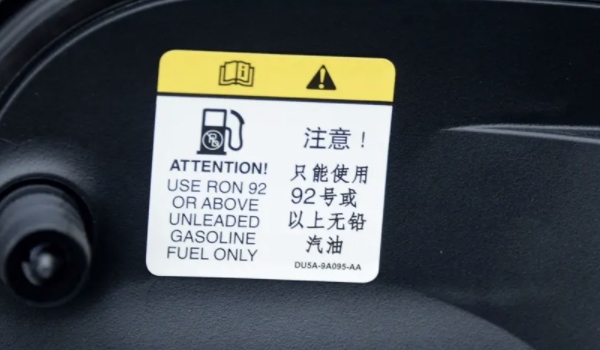 ATTENTION!
USE RON 92
OR ABOVE
UNLEADED
GASOLINE
FUEL ONLY
注意！
只能使用
92号或
以上无铅
汽油
DU5A-9A095-AA